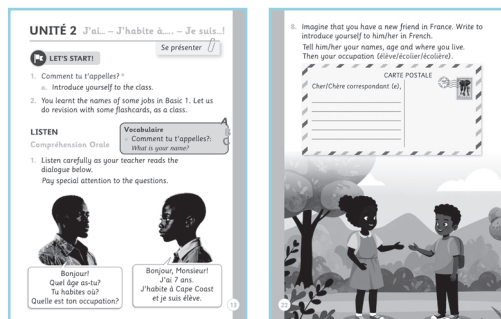 UNITÉ 2 J'ai... – J'habite à.... – Je suis..!
Se présenter
LET'S START!
1. Comment tu t'appelles? "
a. Introduce yourself to the class.
2. You learnt the names of some jobs in Basic 1. Let us
do revision with some flashcards, as a class.
LISTEN
Compréhension Orale
Vocabulaire
Comment tu t'appelles?:
What is your name?
A
B
C
1. Listen carefully as your teacher reads the
dialogue below.
Pay special attention to the questions.
Bonjour!
Quel âge as-tu?
Tu habites où?
Quelle est ton occupation?
Bonjour, Monsieur!
J'ai 7 ans.
J'habite à Cape Coast
et je suis élève.
13
8. Imagine that you have a new friend in France. Write to
introduce yourself to him/her in French.
Tell him/her your names, age and where you live.
Then your occupation (élève/écolier/écolière).
CARTE POSTALE
Cher/Chère correspondant (e),
22